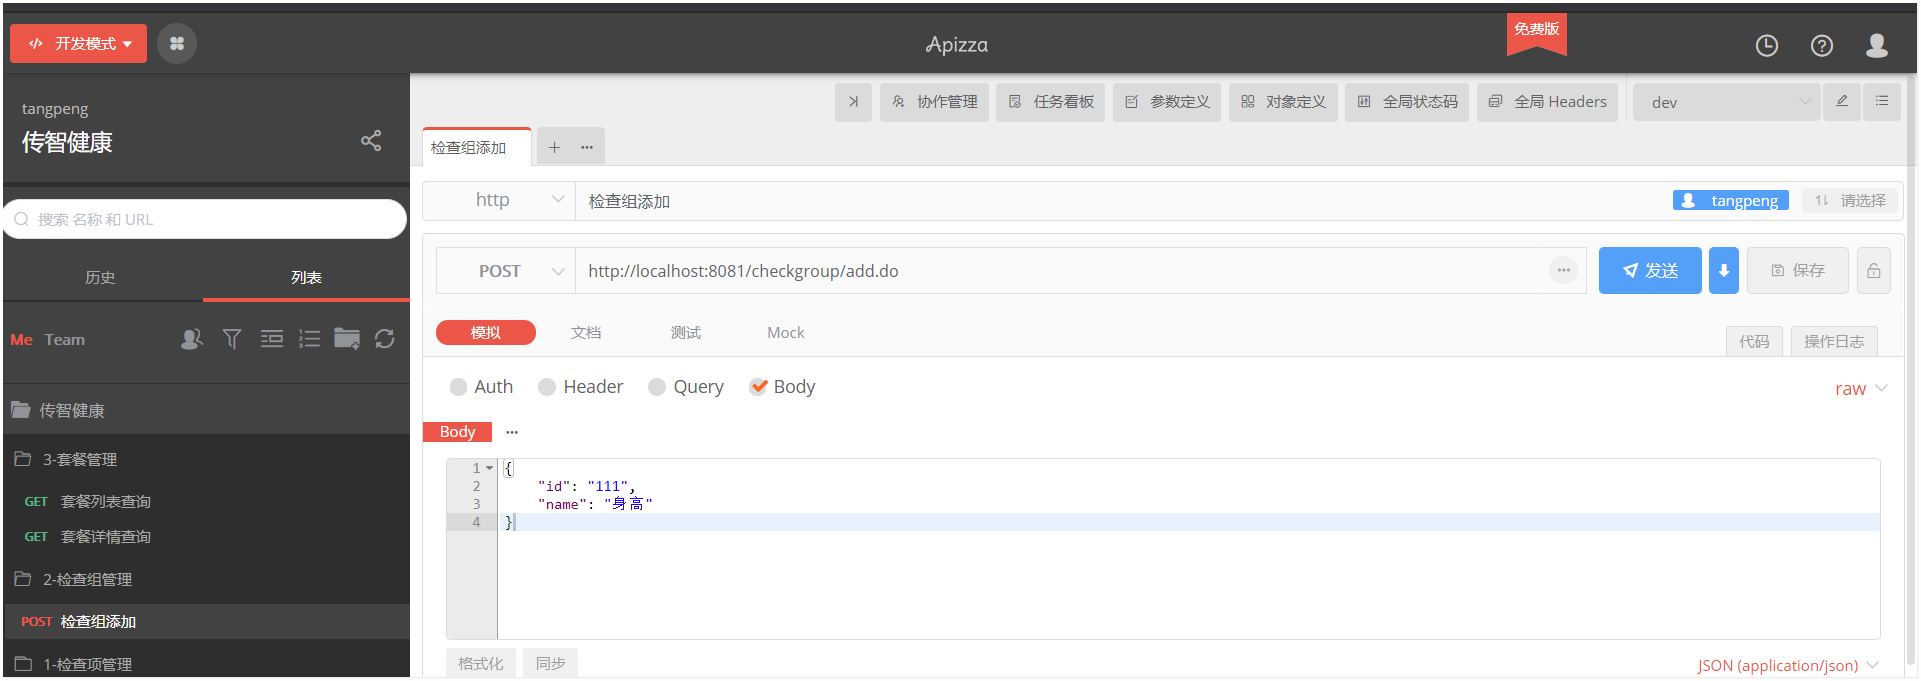 开发模式
Apizza
免费版
tangpeng
传智健康
搜索 名称 和 URL
历史
列表
Me Team
传智健康
3-套餐管理
GET 套餐列表查询
GET 套餐详情查询
2-检查组管理
POST 检查组添加
1-检查项管理
协作管理
任务看板
参数定义
对象定义
全局状态码
全局 Headers
dev
检查组添加
http
检查组添加
tangpeng
请选择
POST
http://localhost:8081/checkgroup/add.do
发送
保存
模拟
文档
测试
Mock
代码
操作日志
Auth
Header
Query
Body
raw
Body
1 {
2 "id": "111",
3 "name": "身高"
4 }
格式化
同步
JSON (application/json)